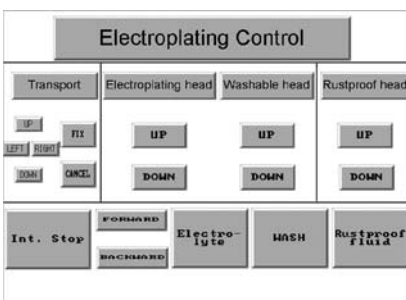 Electroplating Control
Transport
Electroplating head
Washable head
Rustproof head
UP
FIX
LEFT
RIGHT
DOWN
CANCEL
UP
UP
UP
DOWN
DOWN
DOWN
Int. Stop
FORWARD
BACKWARD
Electro-
lyte
WASH
Rustproof
fluid